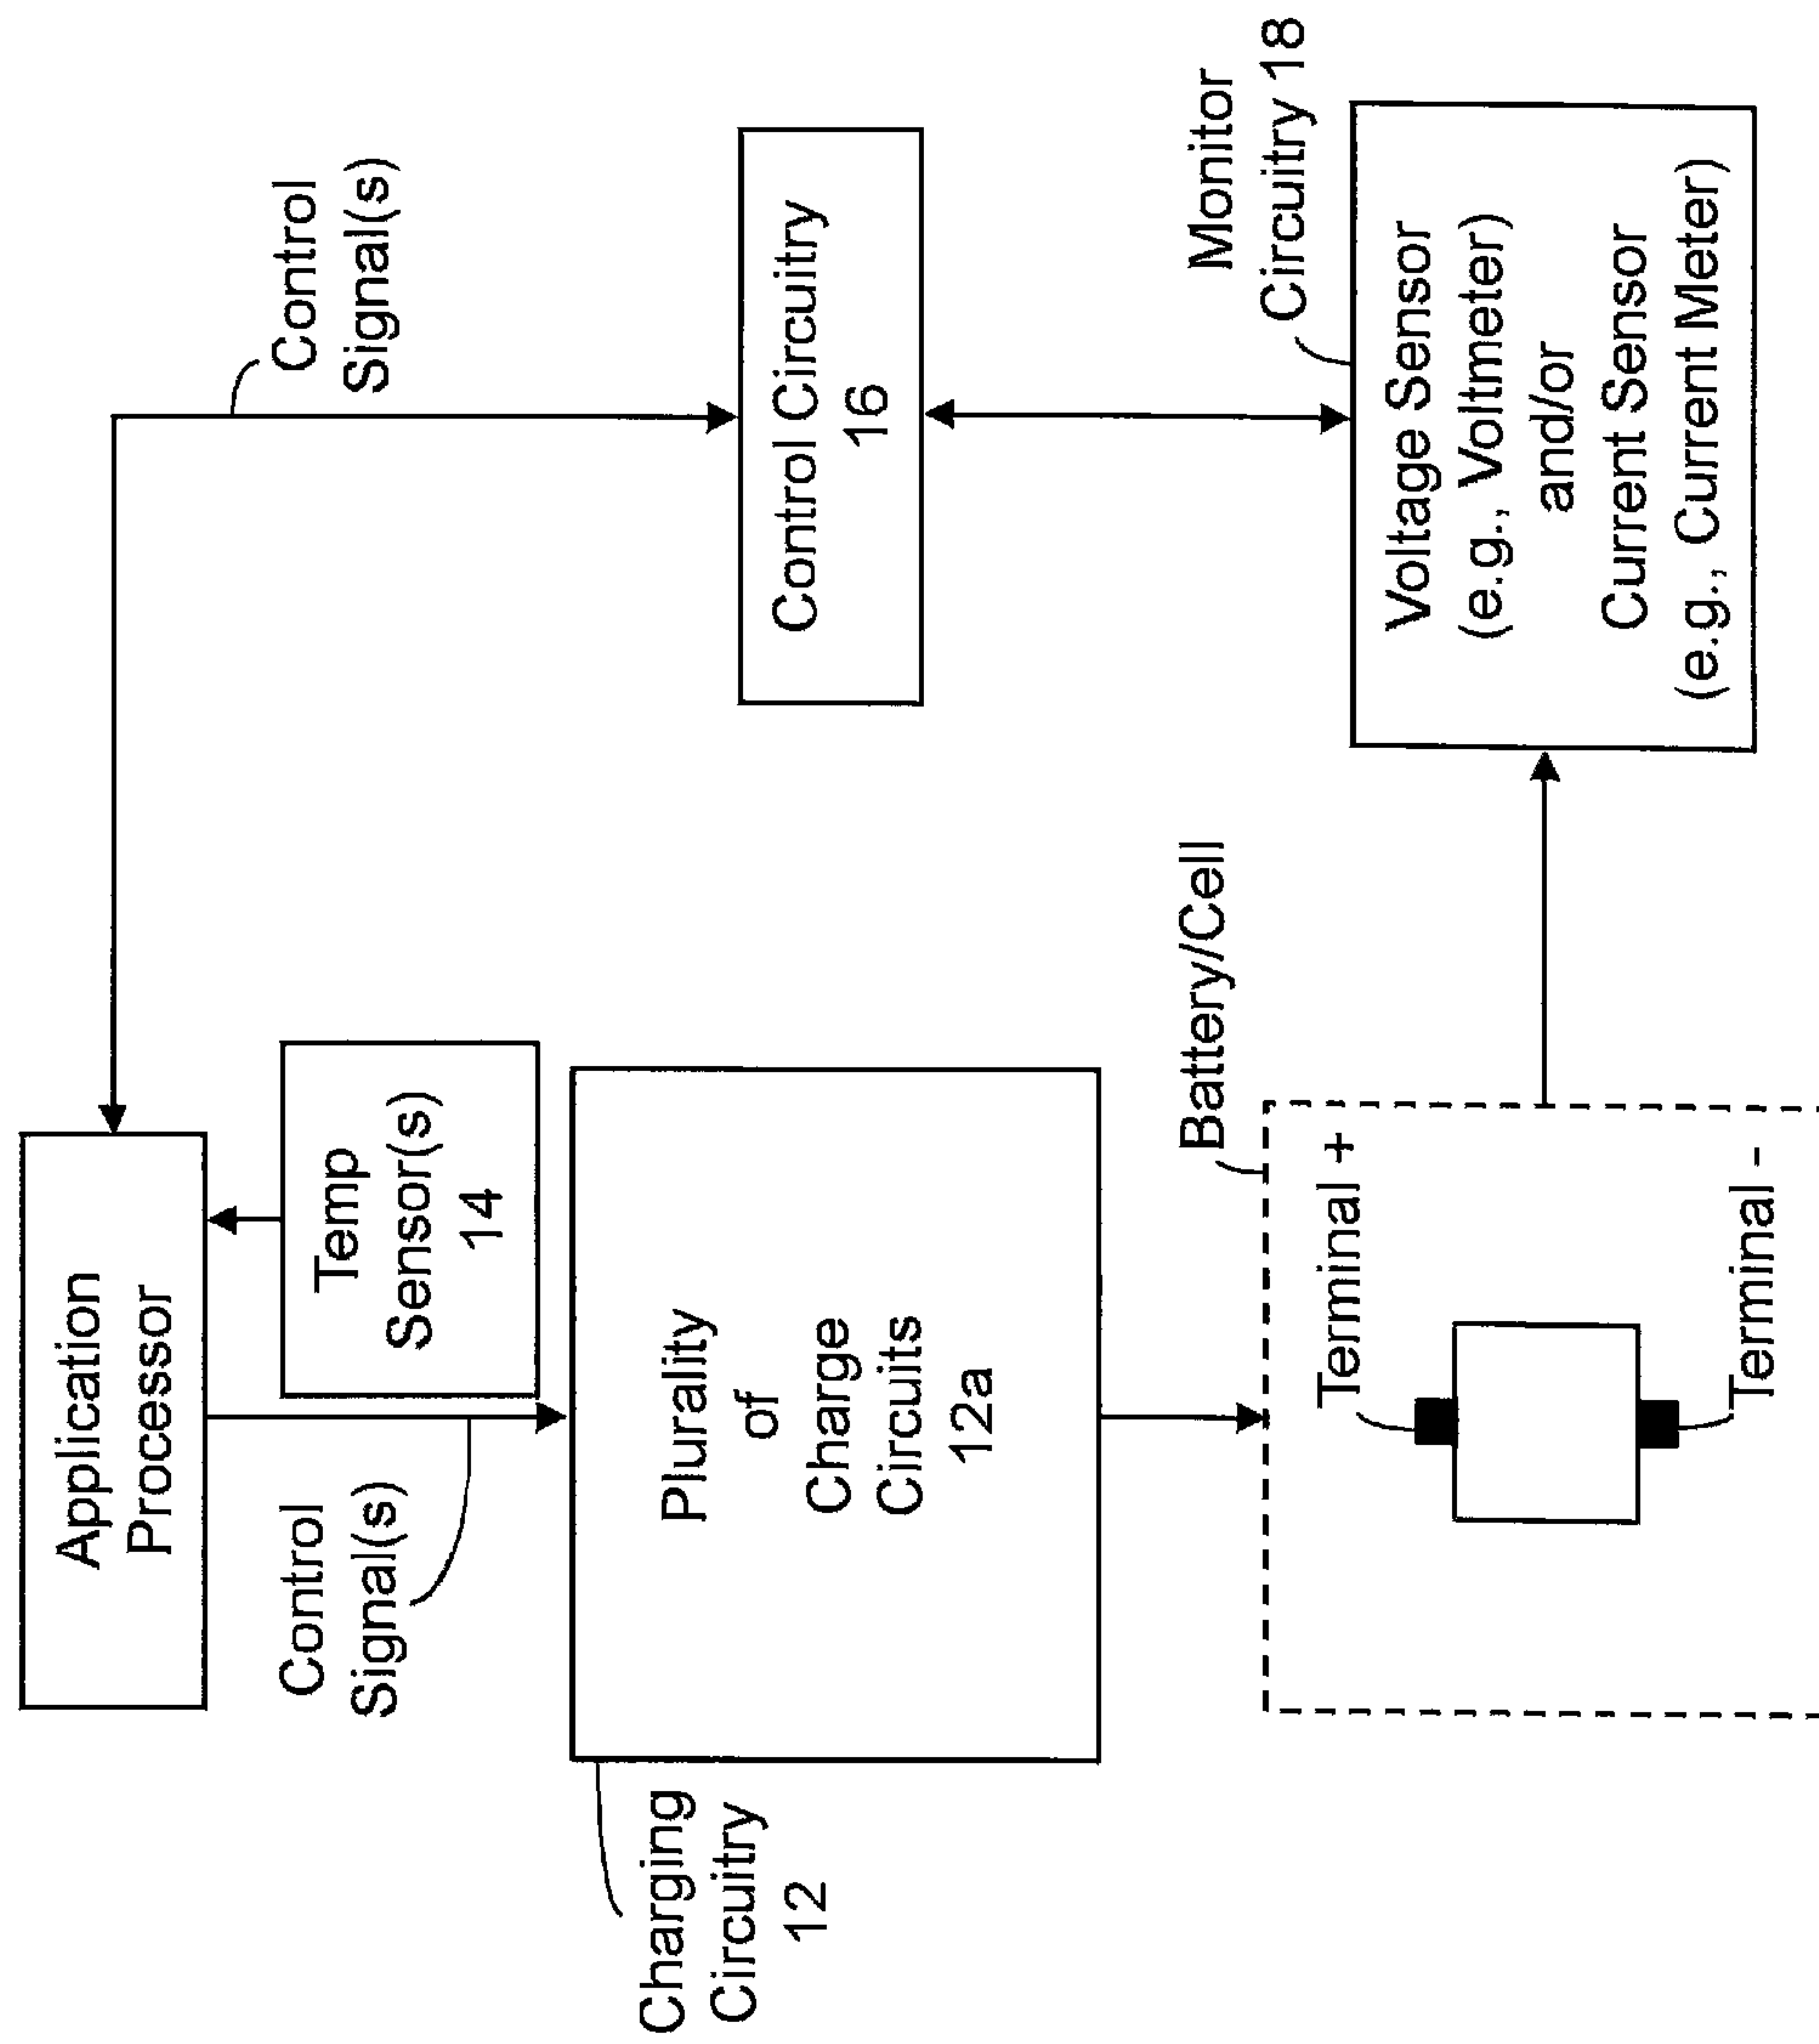 Application
Processor
Control
Signal(s)
Temp
Sensor(s)
14
Control
Signal(s)
Charging
Circuitry
12
Plurality
of
Charge
Circuits
12a
Control Circuitry
16
Battery/Cell
Terminal +
Terminal -
Monitor
Circuitry 18
Voltage Sensor
(e.g., Voltmeter)
and/or
Current Sensor
(e.g., Current Meter)